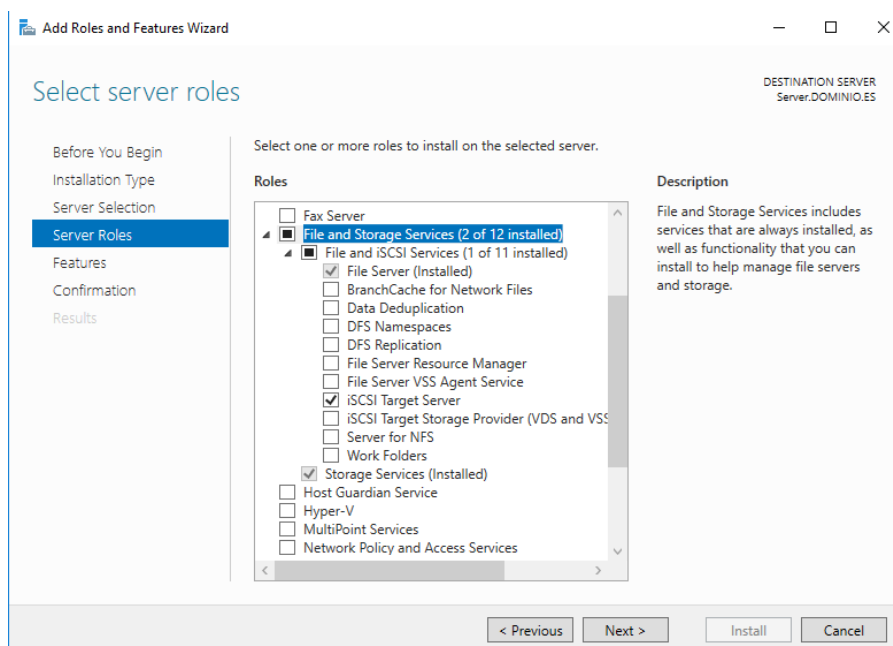 Add Roles and Features Wizard
Select server roles
DESTINATION SERVER
Server.DOMINIO.ES
Before You Begin
Installation Type
Server Selection
Server Roles
Features
Confirmation
Results
Select one or more roles to install on the selected server.
Roles
Fax Server
File and Storage Services (2 of 12 installed)
File and iSCSI Services (1 of 11 installed)
File Server (Installed)
BranchCache for Network Files
Data Deduplication
DFS Namespaces
DFS Replication
File Server Resource Manager
File Server VSS Agent Service
iSCSI Target Server
iSCSI Target Storage Provider (VDS and VSS
Server for NFS
Work Folders
Storage Services (Installed)
Host Guardian Service
Hyper-V
MultiPoint Services
Network Policy and Access Services
Description
File and Storage Services includes
services that are always installed, as
well as functionality that you can
install to help manage file servers
and storage.
< Previous
Next >
Install
Cancel